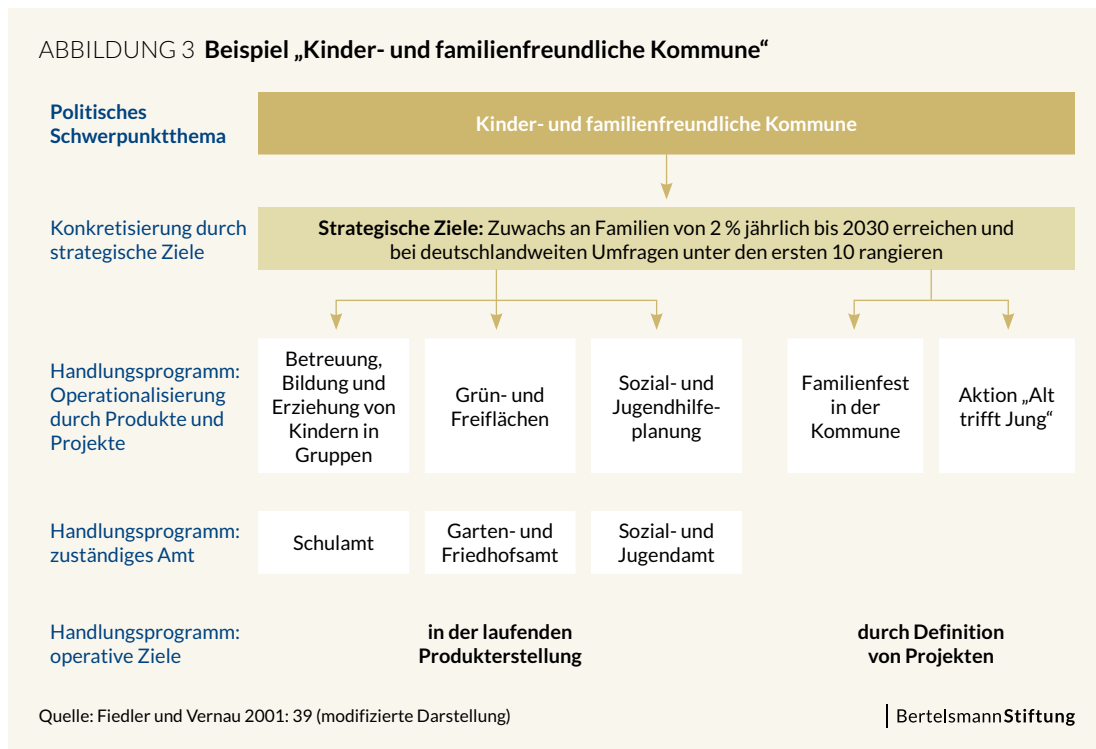 ABBILDUNG 3 Beispiel „Kinder- und familienfreundliche Kommune“
Politisches
Schwerpunktthema
Kinder- und familienfreundliche Kommune
Konkretisierung durch
strategische Ziele
Strategische Ziele: Zuwachs an Familien von 2 % jährlich bis 2030 erreichen und
bei deutschlandweiten Umfragen unter den ersten 10 rangieren
Handlungsprogramm:
Operationalisierung
durch Produkte und
Projekte
Betreuung,
Bildung und
Erziehung von
Kindern in
Gruppen
Grün- und
Freiflächen
Sozial- und
Jugendhilfe-
planung
Familienfest
in der
Kommune
Aktion „Alt
trifft Jung“
Handlungsprogramm:
zuständiges Amt
Schulamt
Garten- und
Friedhofsamt
Sozial- und
Jugendamt
Handlungsprogramm:
operative Ziele
in der laufenden
Produkterstellung
durch Definition
von Projekten
Quelle: Fiedler und Vernau 2001: 39 (modifizierte Darstellung)
BertelsmannStiftung